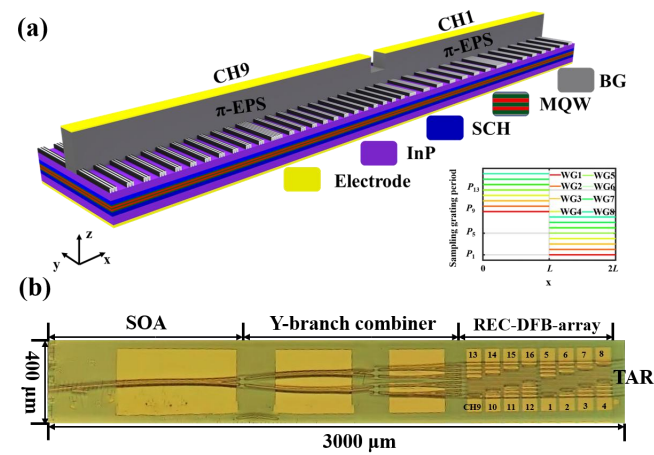 (a)
CH1
π-EPS
CH9
π-EPS
BG
MQW
SCH
InP
Electrode
z
y
x
Sampling grating period
P13
P9
P5
P1
WG1 WG5
WG2 WG6
WG3 WG7
WG4 WG8
0 L 2L
x
(b)
SOA Y-branch combiner REC-DFB-array
400 μm
13 14 15 16 5 6 7 8
TAR
CH9 10 11 12 1 2 3 4
3000 μm